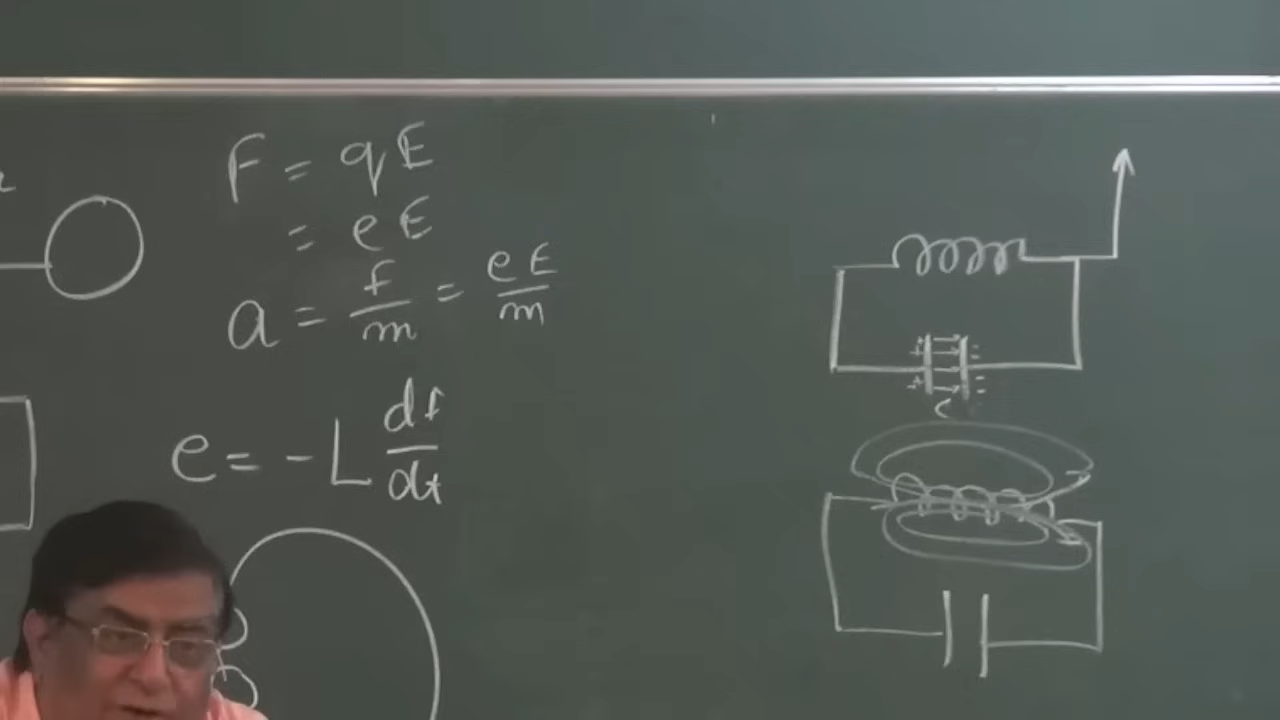 F = qE
= eE
a = f/m = eE/m
e = -L df/dt
C